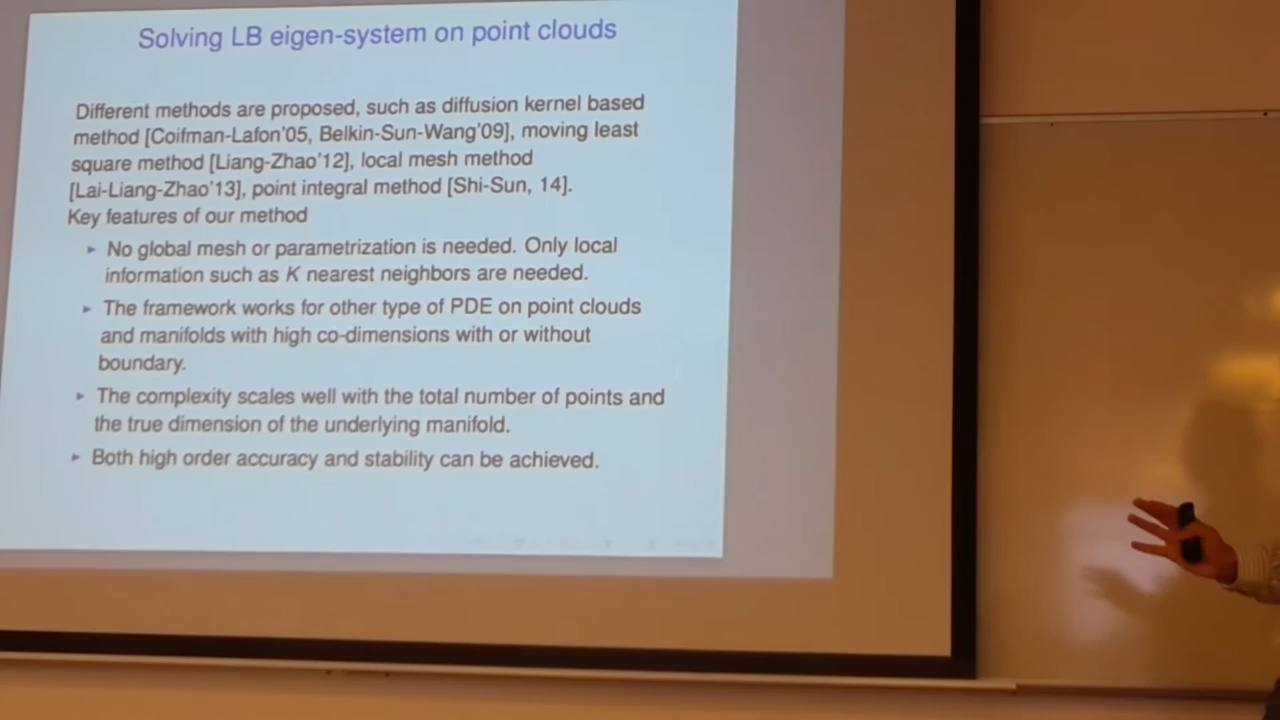 Solving LB eigen-system on point clouds
Different methods are proposed, such as diffusion kernel based
method [Coifman-Lafon'05, Belkin-Sun-Wang'09], moving least
square method [Liang-Zhao'12], local mesh method
[Lai-Liang-Zhao'13], point integral method [Shi-Sun, 14].
Key features of our method
► No global mesh or parametrization is needed. Only local
information such as K nearest neighbors are needed.
► The framework works for other type of PDE on point clouds
and manifolds with high co-dimensions with or without
boundary.
► The complexity scales well with the total number of points and
the true dimension of the underlying manifold.
► Both high order accuracy and stability can be achieved.